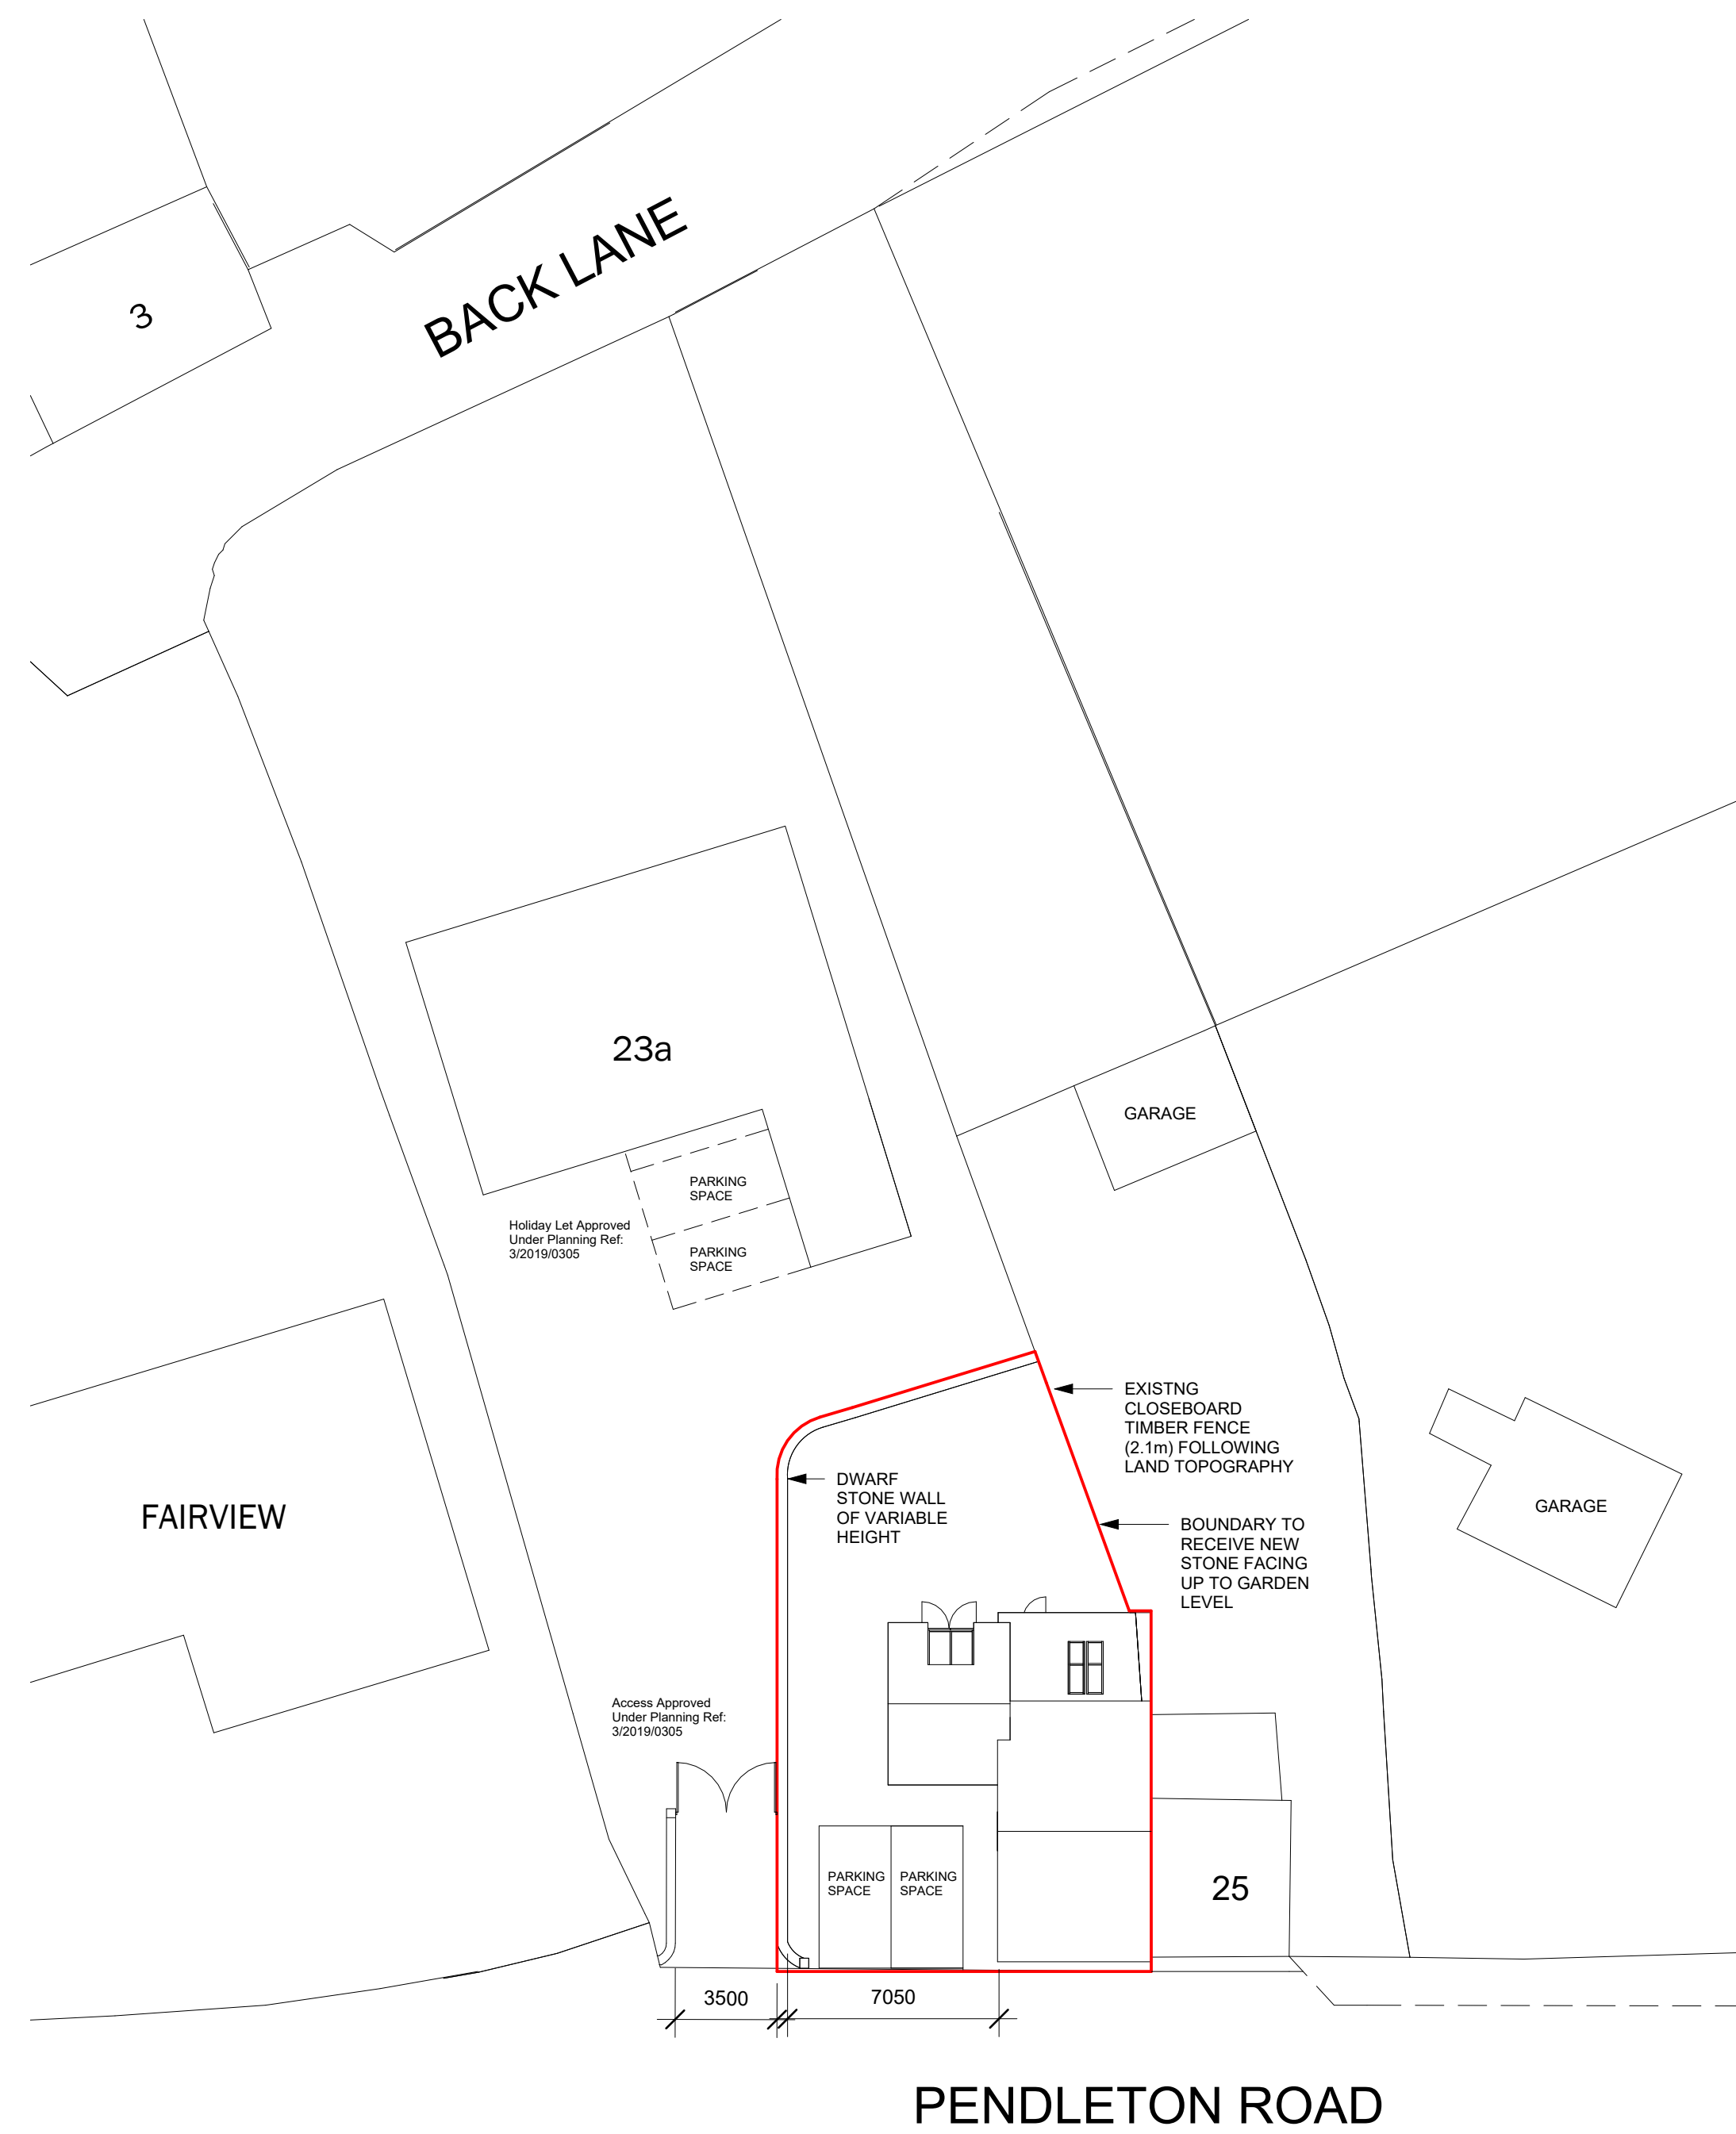 BACK LANE
3
23a
GARAGE
PARKING
SPACE
Holiday Let Approved
Under Planning Ref:
3/2019/0305
PARKING
SPACE
EXISTNG
CLOSEBOARD
TIMBER FENCE
(2.1m) FOLLOWING
LAND TOPOGRAPHY
DWARF
STONE WALL
OF VARIABLE
HEIGHT
FAIRVIEW
GARAGE
BOUNDARY TO
RECEIVE NEW
STONE FACING
UP TO GARDEN
LEVEL
Access Approved
Under Planning Ref:
3/2019/0305
PARKING
SPACE
PARKING
SPACE
25
3500
7050
PENDLETON ROAD